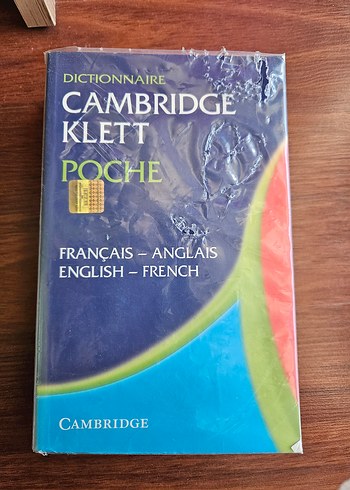 DICTIONNAIRE
CAMBRIDGE
KLETT
POCHE
FRANÇAIS – ANGLAIS
ENGLISH – FRENCH
CAMBRIDGE